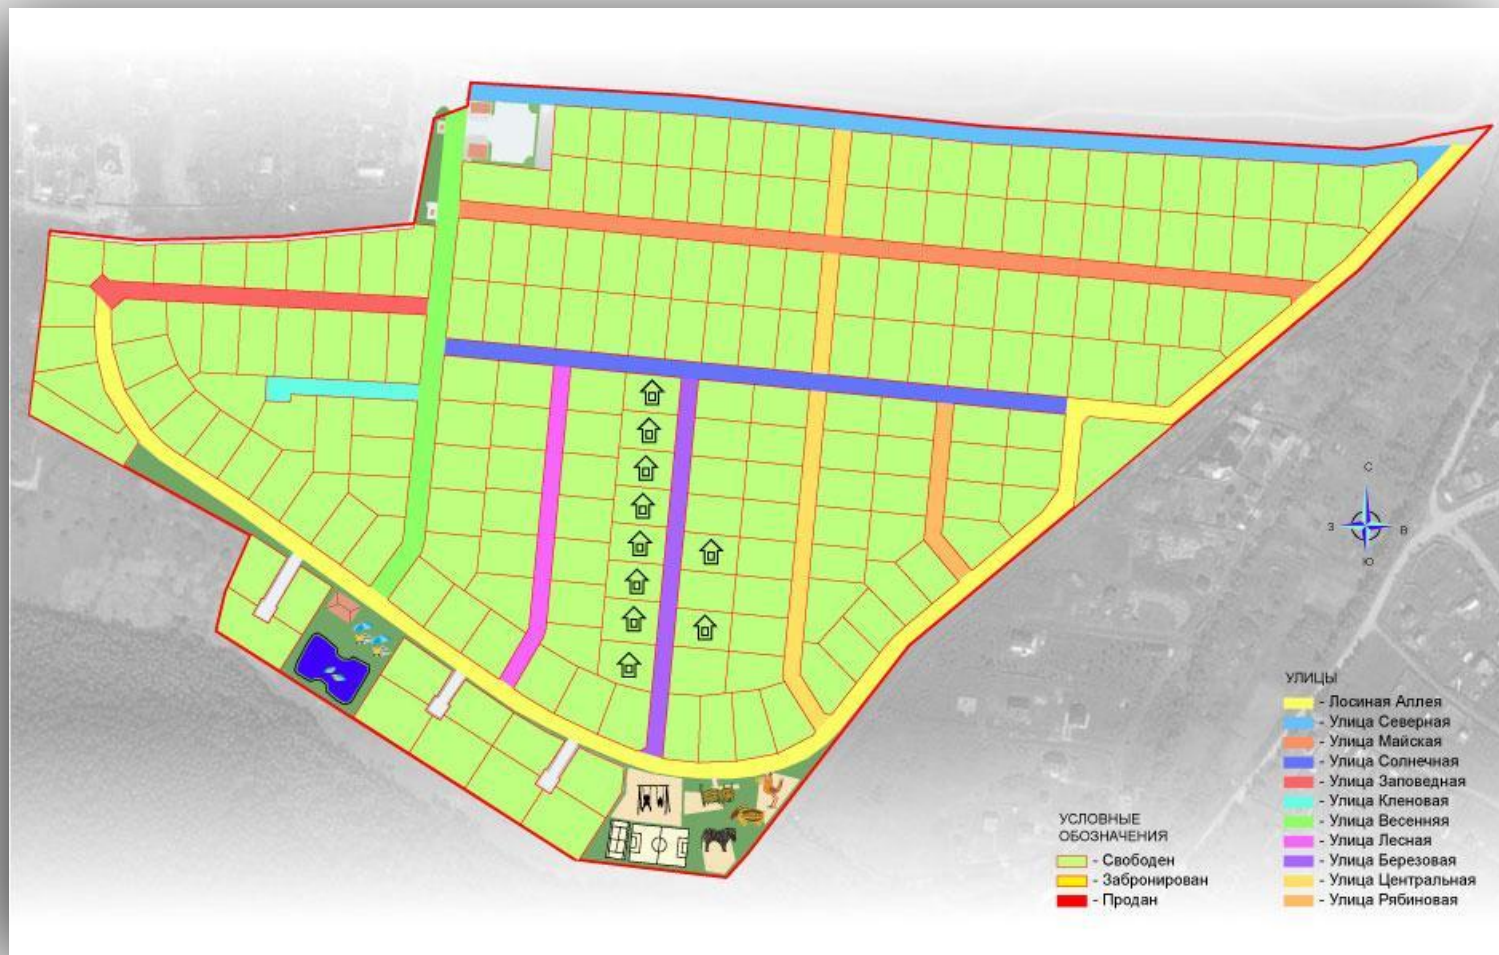 С
З
В
Ю
УЛИЦЫ
- Лосиная Аллея
- Улица Северная
- Улица Майская
- Улица Солнечная
- Улица Заповедная
- Улица Кленовая
- Улица Весенняя
- Улица Лесная
- Улица Березовая
- Улица Центральная
- Улица Рябиновая
УСЛОВНЫЕ
ОБОЗНАЧЕНИЯ
- Свободен
- Забронирован
- Продан